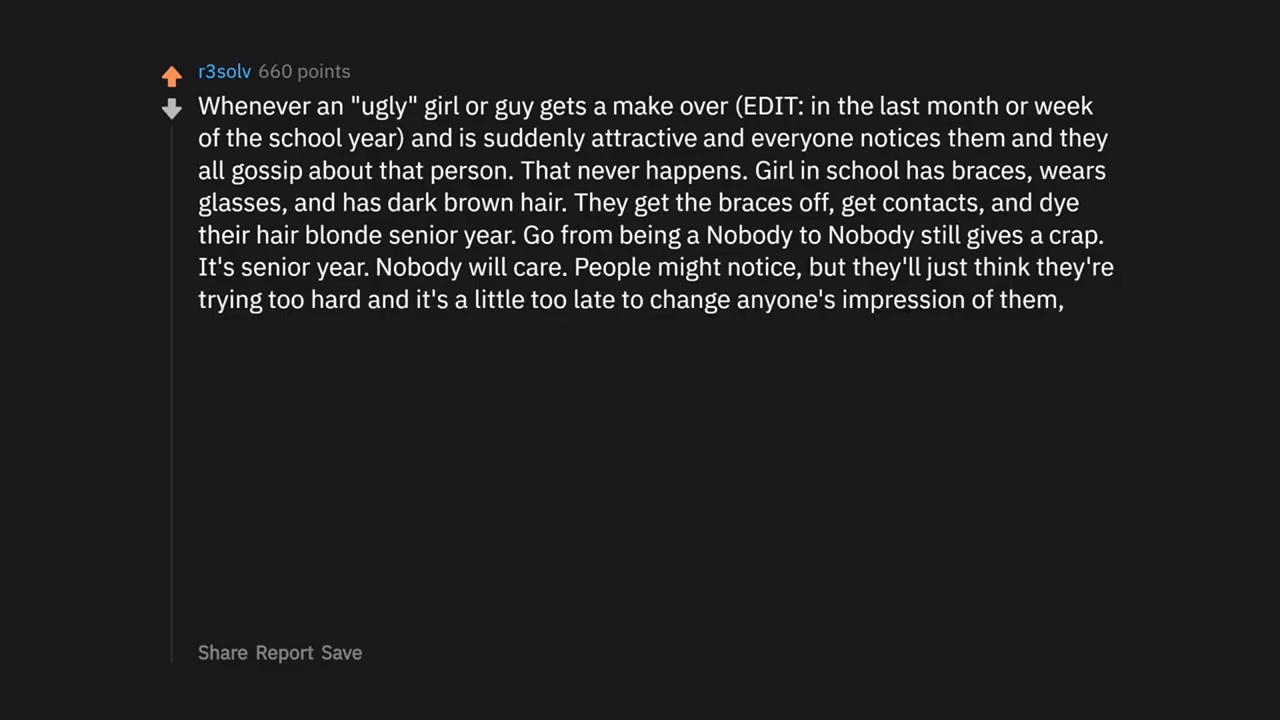 r3solv 660 points
Whenever an "ugly" girl or guy gets a make over (EDIT: in the last month or week
of the school year) and is suddenly attractive and everyone notices them and they
all gossip about that person. That never happens. Girl in school has braces, wears
glasses, and has dark brown hair. They get the braces off, get contacts, and dye
their hair blonde senior year. Go from being a Nobody to Nobody still gives a crap.
It's senior year. Nobody will care. People might notice, but they'll just think they're
trying too hard and it's a little too late to change anyone's impression of them,
Share Report Save